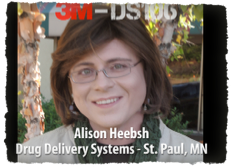 3M
Alison Heebsh
Drug Delivery Systems - St. Paul, MN